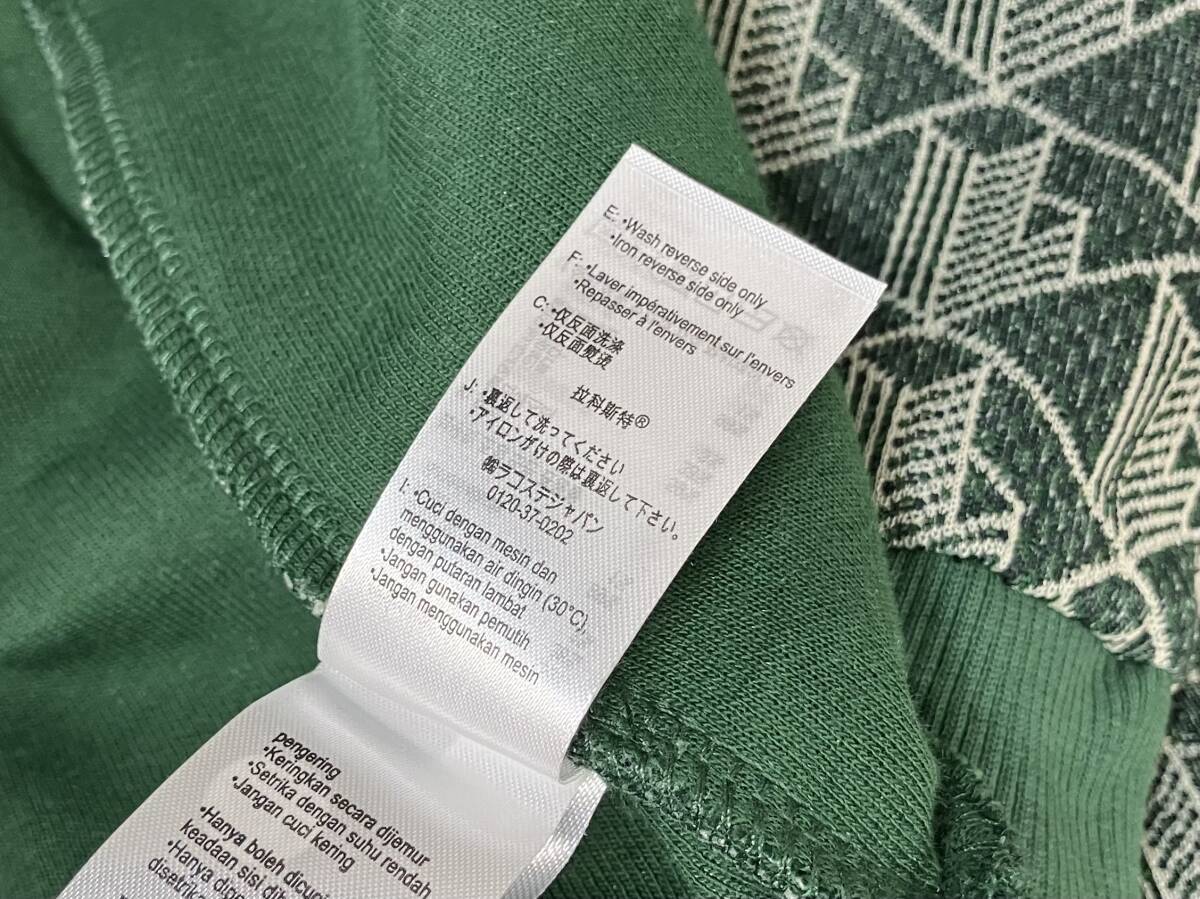 E: •Wash reverse side only
•Iron reverse side only
F: •Laver impérativement sur l'envers
•Repasser à l'envers
C: •仅反面洗涤
•仅反面熨烫
拉科斯特®
J: •裏返して洗ってください
•アイロンがけの際は裏返して下さい。
㈱ラコステジャパン
0120-37-0202
I: •Cuci dengan mesin dan
menggunakan air dingin (30°C),
dengan putaran lambat
•Jangan gunakan pemutih
•Jangan menggunakan mesin
pengering
•Keringkan secara dijemur
•Setrika dengan suhu rendah
•Jangan cuci kering
•Hanya boleh dicuci
keadaan sisi
•Hanya